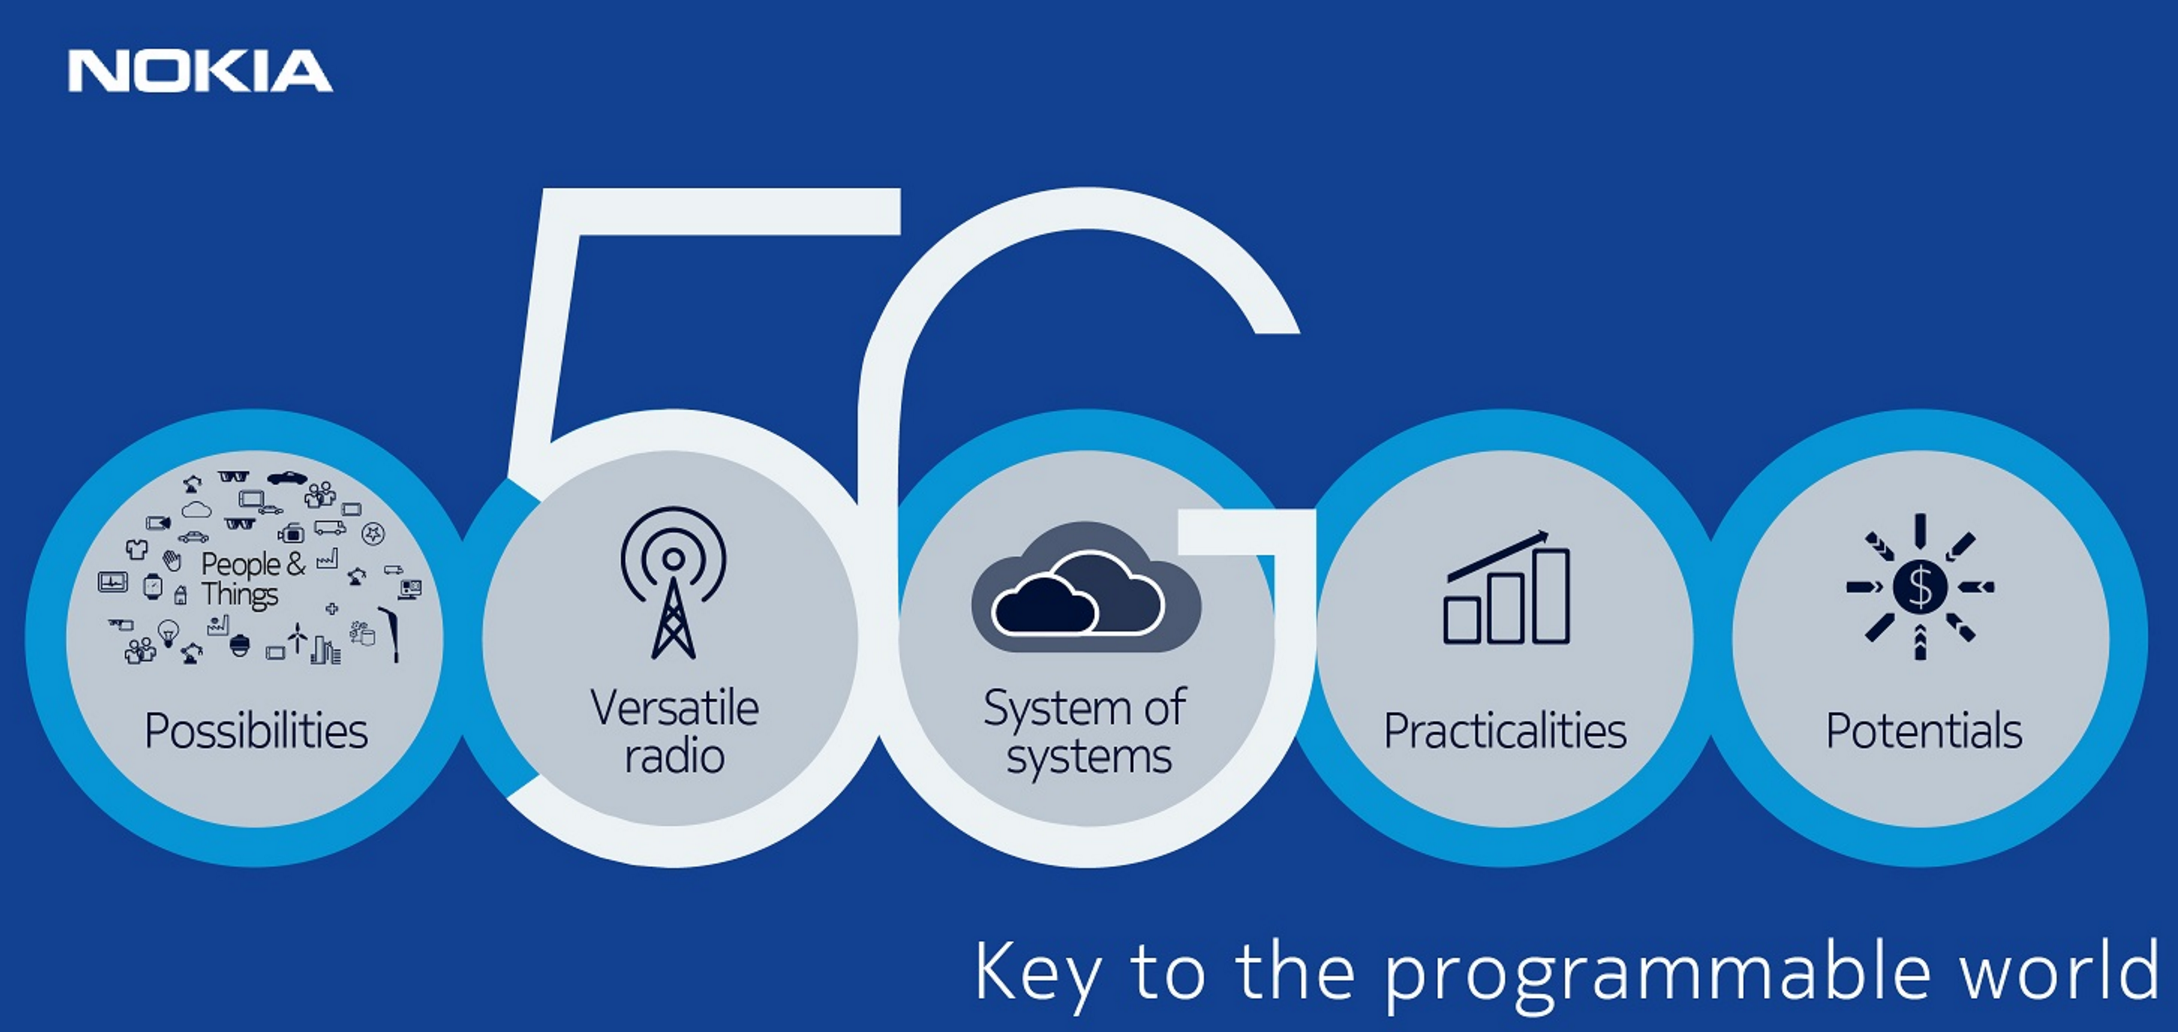 NOKIA
5G
People &
Things
Possibilities
Versatile
radio
System of
systems
Practicalities
$
Potentials
Key to the programmable world